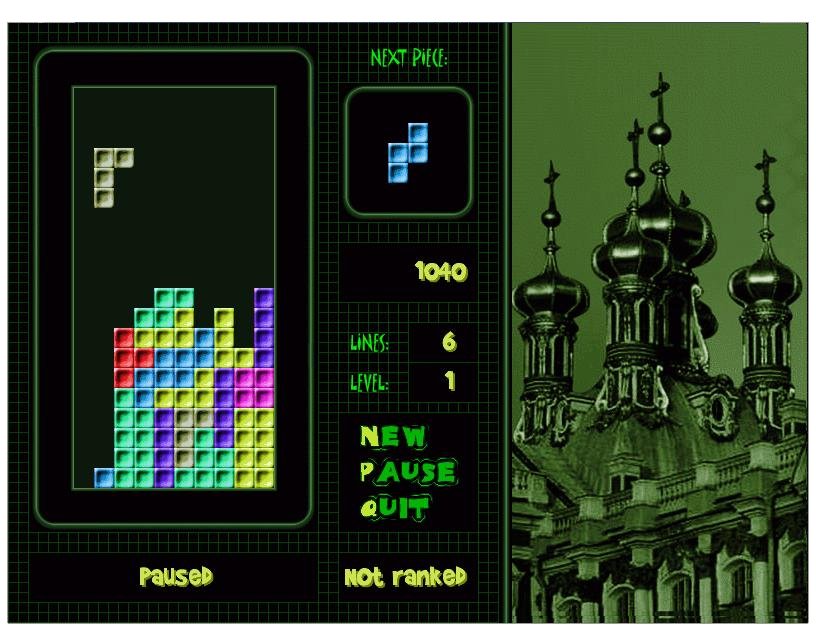 NEXT PIECE:
1040
LINES: 6
LEVEL: 1
NEW
PAUSE
QUIT
PAUSED
NOT RANKED